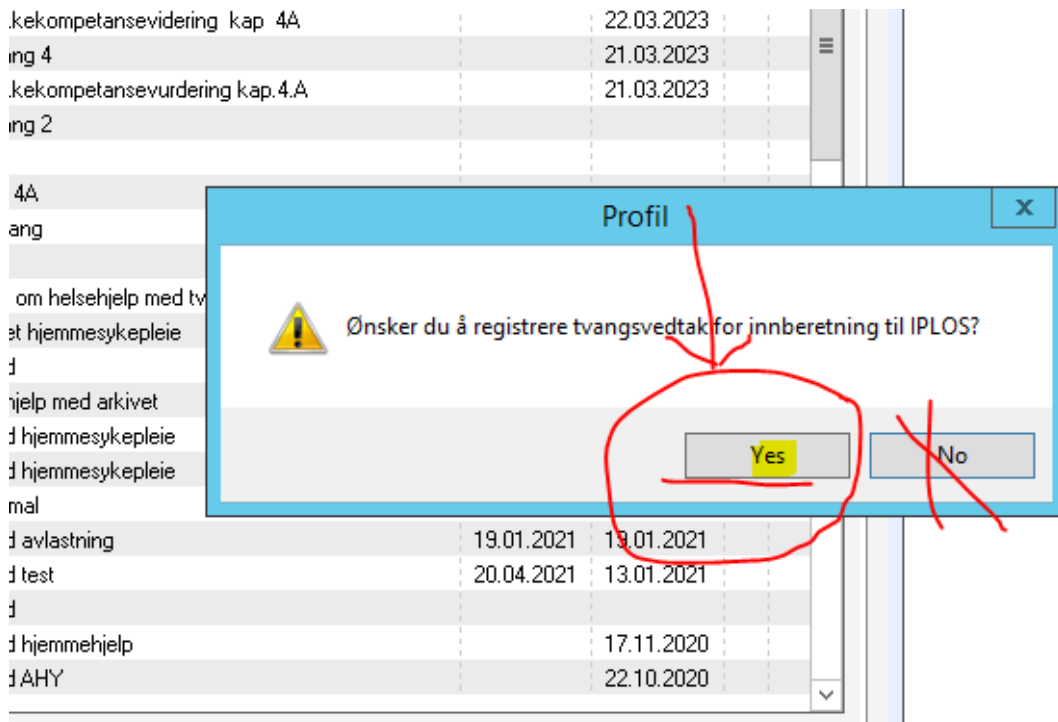 .kekompetansevidering kap 4A 22.03.2023
ng 4 21.03.2023
.kekompetansevurdering kap.4.A 21.03.2023
ng 2
4A
ang
om helsehjelp med tv
et hjemmesykepleie
d
hjelp med arkivet
d hjemmesykepleie
d hjemmesykepleie
mal
d avlastning 19.01.2021 19.01.2021
d test 20.04.2021 13.01.2021
d
d hjemmehjelp 17.11.2020
d AHY 22.10.2020
Profil
X
Ønsker du å registrere tvangsvedtak for innberetning til IPLOS?
Yes No